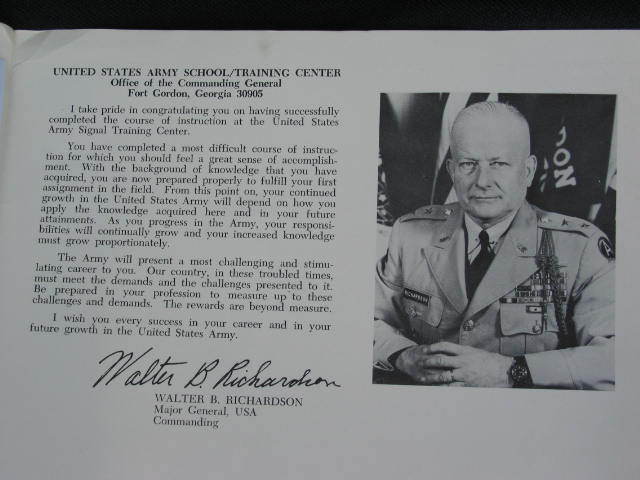 UNITED STATES ARMY SCHOOL/TRAINING CENTER
Office of the Commanding General
Fort Gordon, Georgia 30905
I take pride in congratulating you on having successfully
completed the course of instruction at the United States
Army Signal Training Center.
You have completed a most difficult course of instruc-
tion for which you should feel a great sense of accomplish-
ment. With the background of knowledge that you have
acquired, you are now prepared properly to fulfill your first
assignment in the field. From this point on, your continued
growth in the United States Army will depend on how you
apply the knowledge acquired here and in your future
attainments. As you progress in the Army, your responsi-
bilities will continually grow and your increased knowledge
must grow proportionately.
The Army will present a most challenging and stimu-
lating career to you. Our country, in these troubled times,
must meet the demands and the challenges presented to it.
Be prepared in your profession to measure up to these
challenges and demands. The rewards are beyond measure.
I wish you every success in your career and in your
future growth in the United States Army.
Walter B. Richardson
WALTER B. RICHARDSON
Major General, USA
Commanding
RICHARDSON